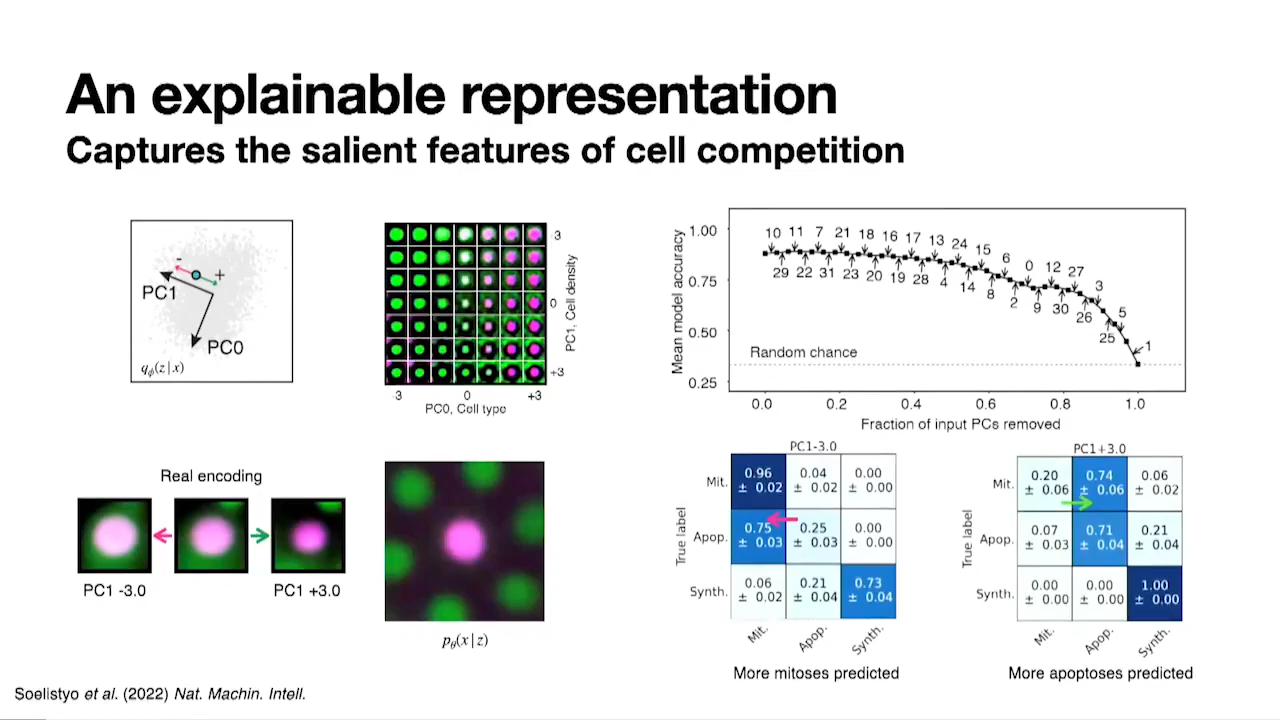 An explainable representation
Captures the salient features of cell competition
-
+
PC1
PC0
qϕ(z|x)
3
0
+3
PC1, Cell density
-3 0 +3
PC0, Cell type
Mean model accuracy
1.00
0.75
0.50
0.25
10 11 7 21 18 16 17 13 24 15 6 0 12 27 3 5 1
29 22 31 23 20 19 28 4 14 8 2 9 30 26 25
Random chance
0.0 0.2 0.4 0.6 0.8 1.0
Fraction of input PCs removed
Real encoding
PC1 -3.0
PC1 +3.0
pθ(x|z)
PC1-3.0
True label
Mit.
Apop.
Synth.
0.96 ± 0.02
0.04 ± 0.02
0.00 ± 0.00
0.75 ± 0.03
0.25 ± 0.03
0.00 ± 0.00
0.06 ± 0.02
0.21 ± 0.04
0.73 ± 0.04
Mit.
Apop.
Synth.
More mitoses predicted
PC1+3.0
True label
Mit.
Apop.
Synth.
0.20 ± 0.06
0.74 ± 0.06
0.06 ± 0.02
0.07 ± 0.03
0.71 ± 0.04
0.21 ± 0.04
0.00 ± 0.00
0.00 ± 0.00
1.00 ± 0.00
Mit.
Apop.
Synth.
More apoptoses predicted
Soelistyo et al. (2022) Nat. Machin. Intell.